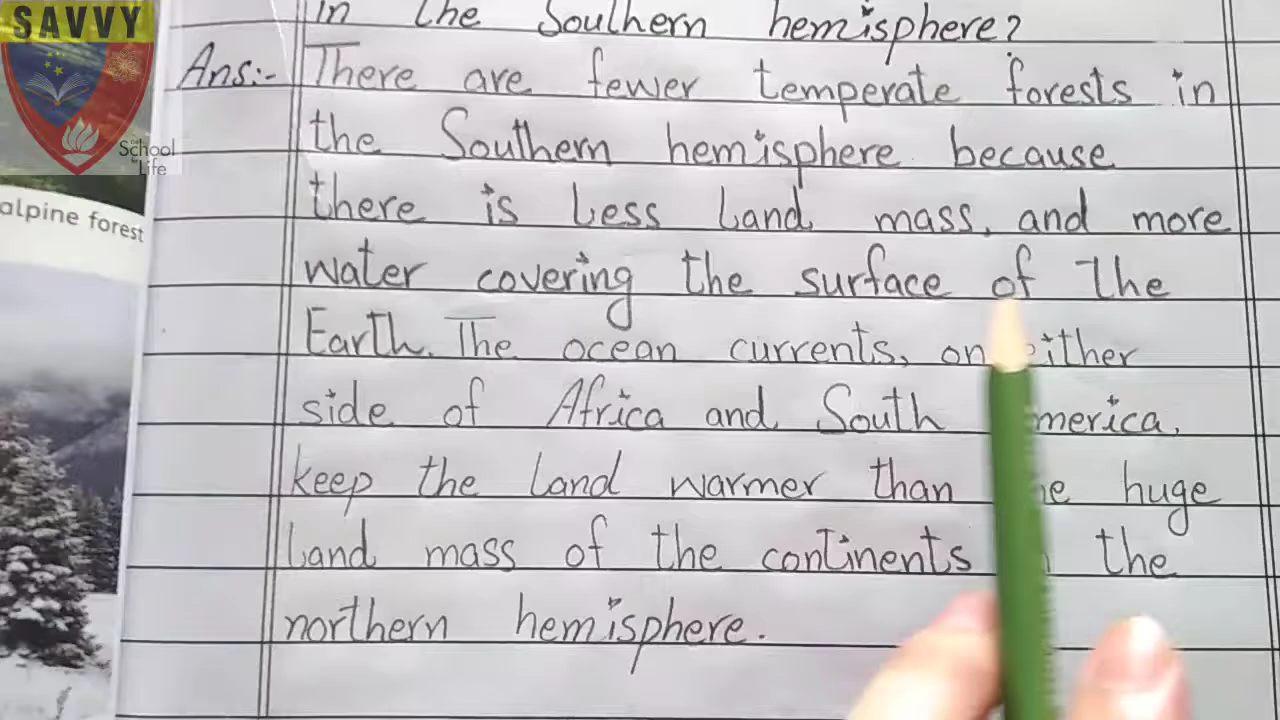 SAVVY
the School for Life
alpine forest
in the Southern hemisphere?
Ans:- There are fewer temperate forests in
the Southern hemisphere because
there is less land mass, and more
water covering the surface of the
Earth. The ocean currents, on either
side of Africa and South America,
keep the land warmer than the huge
land mass of the continents the
northern hemisphere.